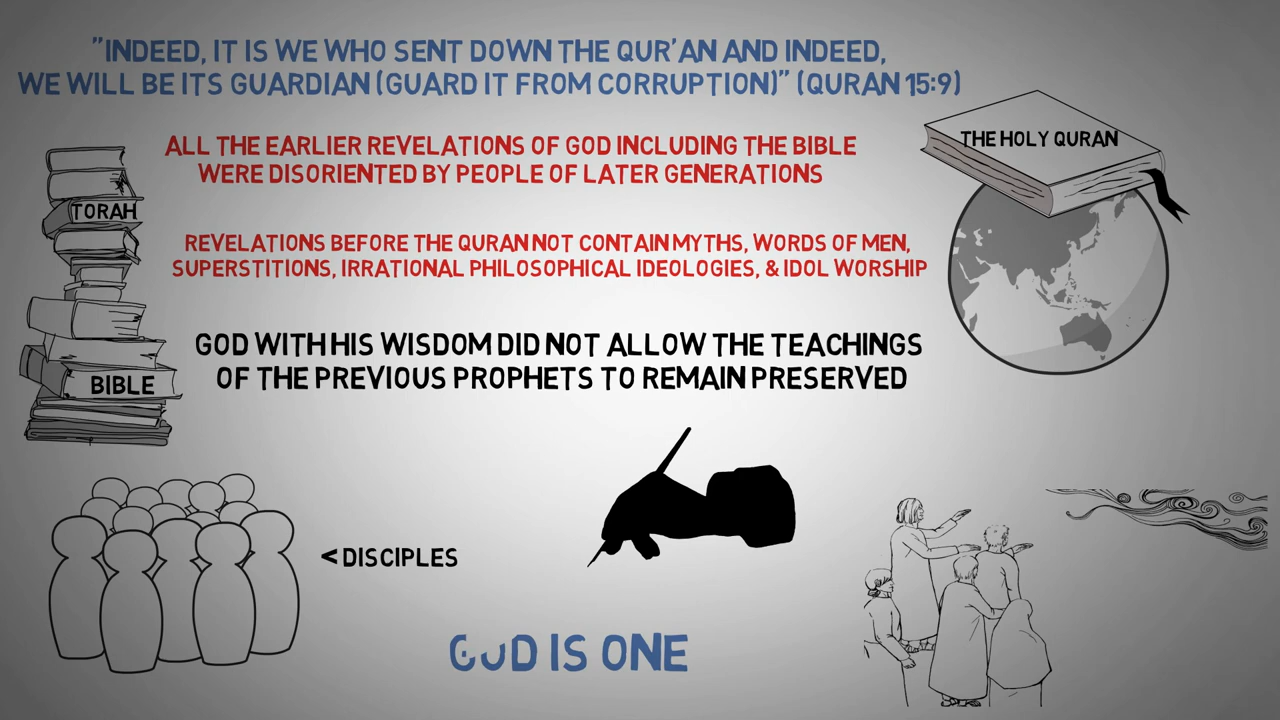 "INDEED, IT IS WE WHO SENT DOWN THE QUR'AN AND INDEED,
WE WILL BE ITS GUARDIAN (GUARD IT FROM CORRUPTION)" (QURAN 15:9)
THE HOLY QURAN
ALL THE EARLIER REVELATIONS OF GOD INCLUDING THE BIBLE
WERE DISORIENTED BY PEOPLE OF LATER GENERATIONS
TORAH
REVELATIONS BEFORE THE QURAN NOT CONTAIN MYTHS, WORDS OF MEN,
SUPERSTITIONS, IRRATIONAL PHILOSOPHICAL IDEOLOGIES, & IDOL WORSHIP
GOD WITH HIS WISDOM DID NOT ALLOW THE TEACHINGS
OF THE PREVIOUS PROPHETS TO REMAIN PRESERVED
BIBLE
< DISCIPLES
GOD IS ONE